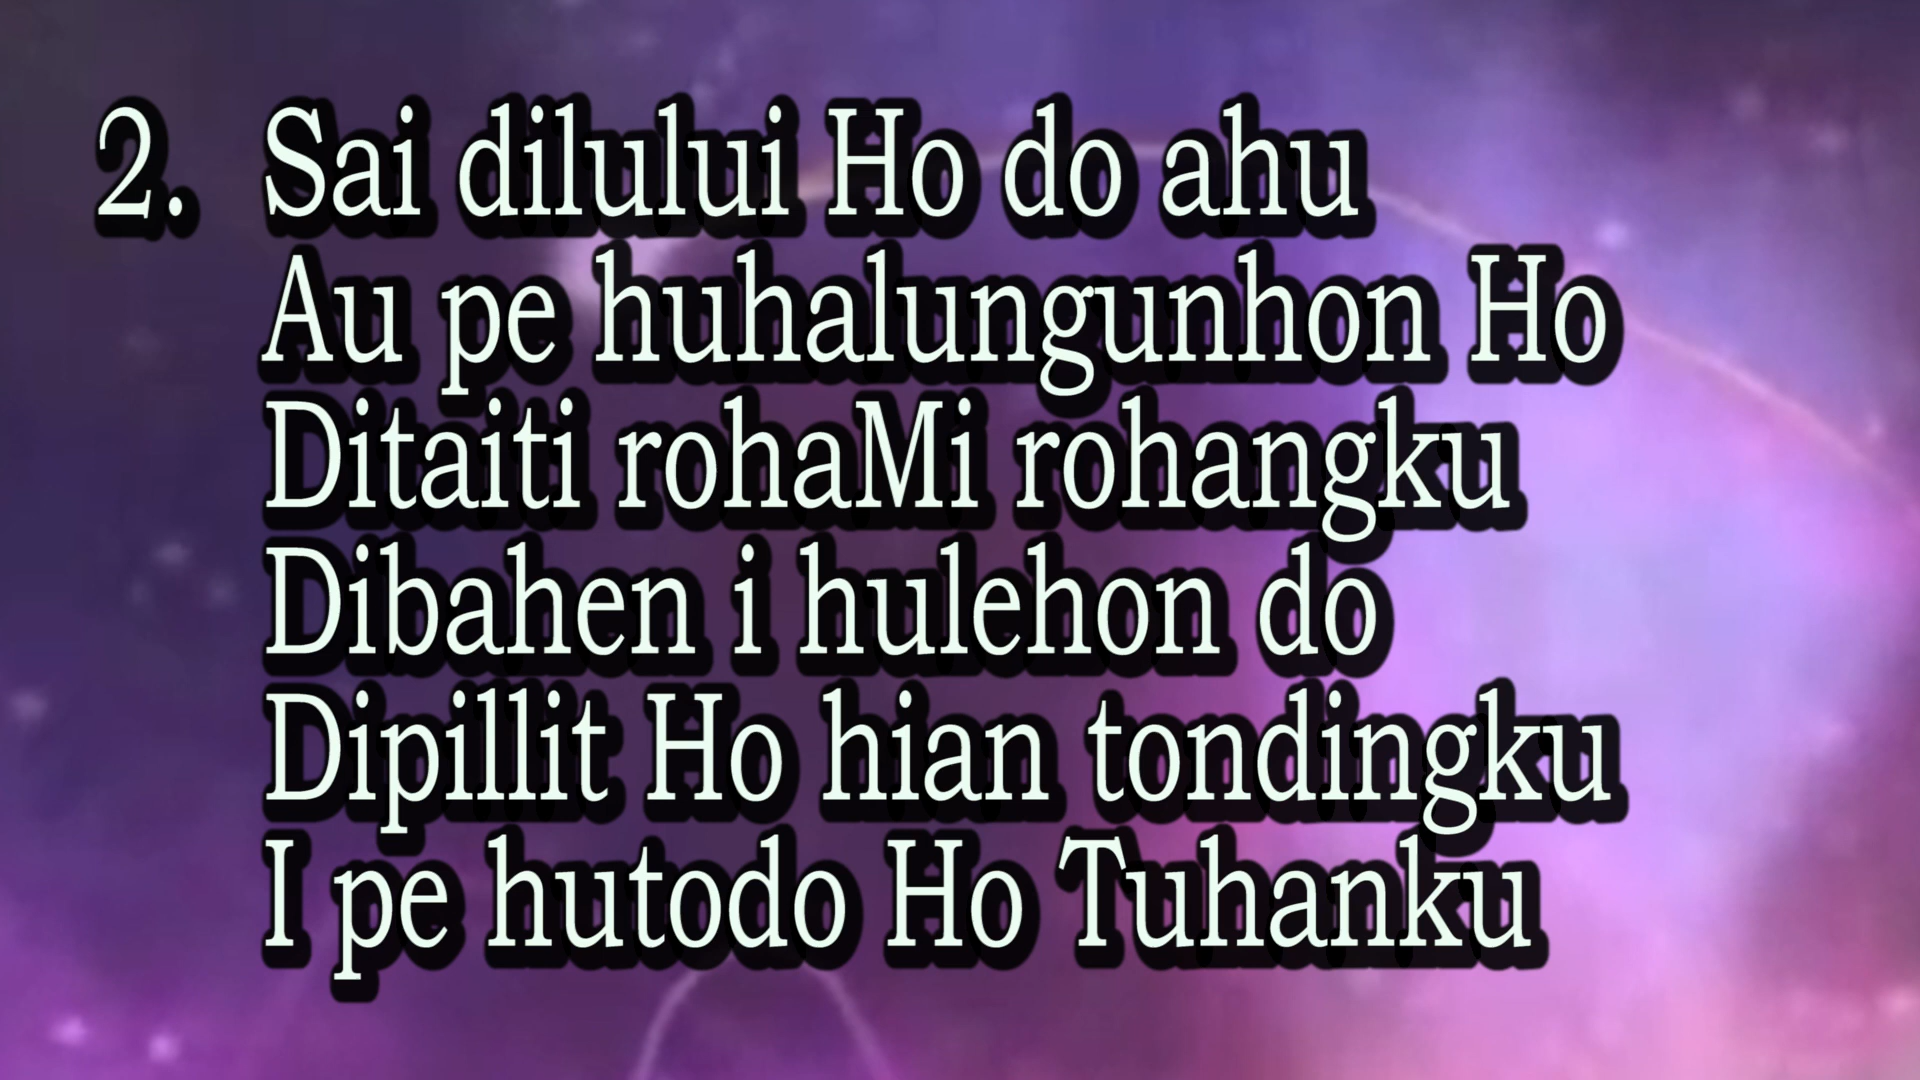 2. Sai dilului Ho do ahu
Au pe huhalungunhon Ho
Ditaiti rohaMi rohangku
Dibahen i hulehon do
Dipillit Ho hian tondingku
I pe hutodo Ho Tuhanku